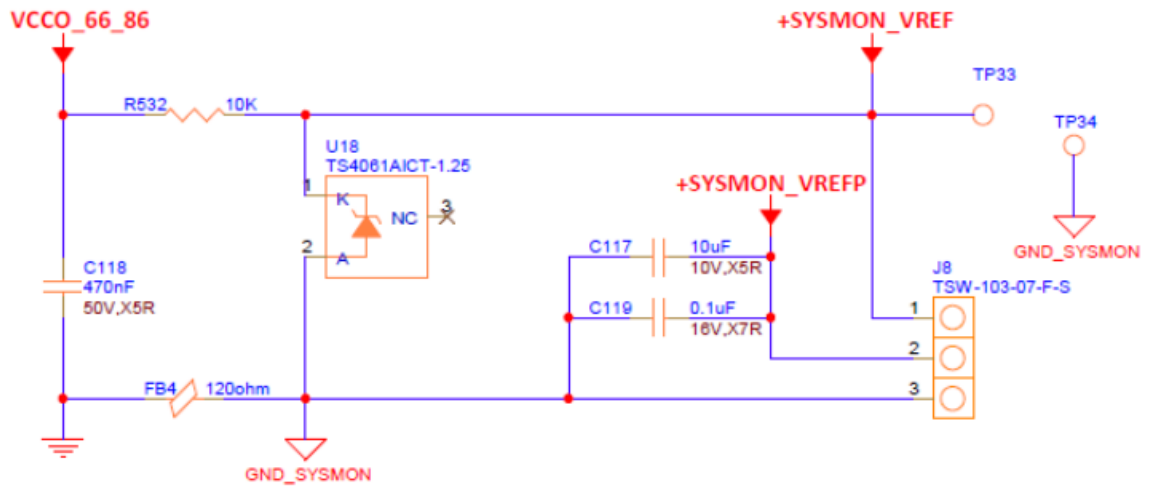 VCCO_66_86
+SYSMON_VREF
TP33
R532 10K
TP34
U18
TS4061AICT-1.25
1
K
NC
3
2
A
+SYSMON_VREFP
GND_SYSMON
C117 10uF
10V,X5R
C118
470nF
50V,X5R
J8
TSW-103-07-F-S
C119 0.1uF
16V,X7R
1
2
3
FB4 120ohm
GND_SYSMON